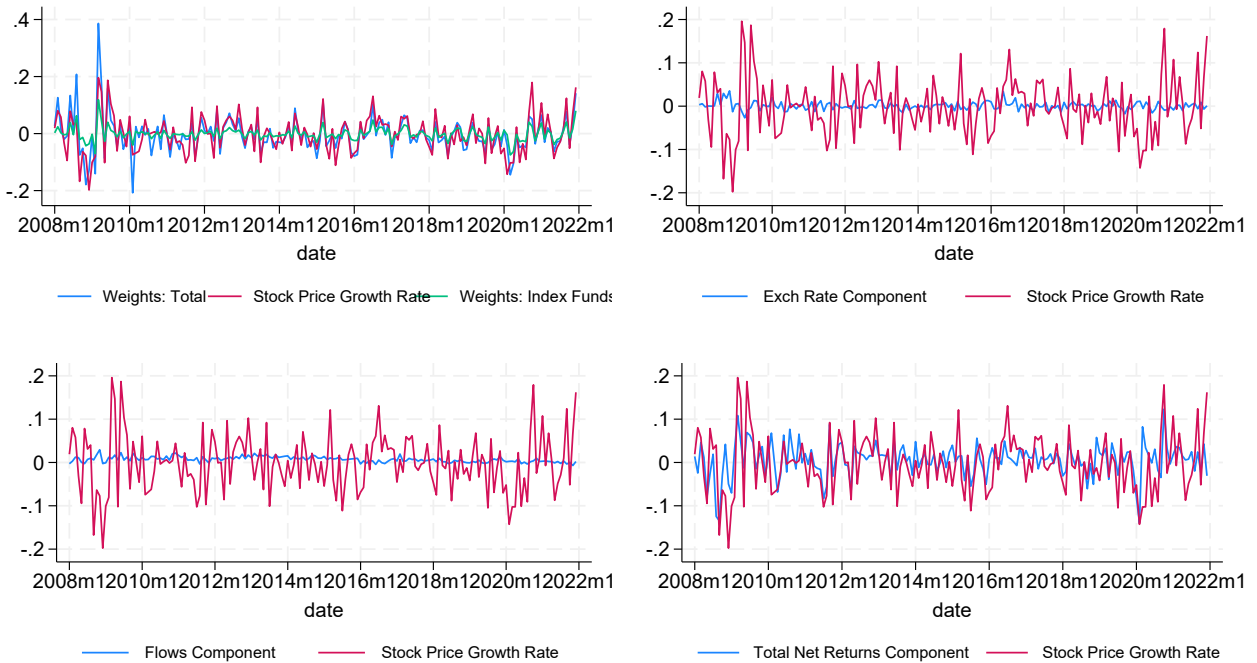 .4
.2
0
-.2
2008m1 2010m1 2012m1 2014m1 2016m1 2018m1 2020m1 2022m1
date
Weights: Total Stock Price Growth Rate Weights: Index Funds
.2
.1
0
-.1
-.2
2008m1 2010m1 2012m1 2014m1 2016m1 2018m1 2020m1 2022m1
date
Exch Rate Component Stock Price Growth Rate
.2
.1
0
-.1
-.2
2008m1 2010m1 2012m1 2014m1 2016m1 2018m1 2020m1 2022m1
date
Flows Component Stock Price Growth Rate
.2
.1
0
-.1
-.2
2008m1 2010m1 2012m1 2014m1 2016m1 2018m1 2020m1 2022m1
date
Total Net Returns Component Stock Price Growth Rate